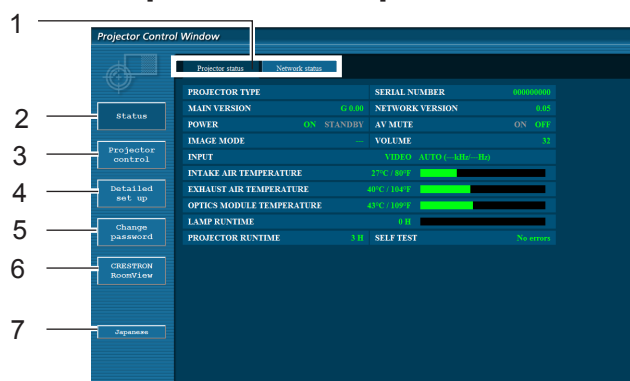 1
Projector Control Window
Projector status Network status
PROJECTOR TYPE SERIAL NUMBER 000000000
2 Status MAIN VERSION G 0.00 NETWORK VERSION 0.05
POWER ON STANDBY AV MUTE ON OFF
IMAGE MODE --- VOLUME 32
3 Projector
control
INPUT VIDEO AUTO (---kHz/---Hz)
INTAKE AIR TEMPERATURE 27°C / 80°F
4 Detailed
set up
EXHAUST AIR TEMPERATURE 40°C / 104°F
OPTICS MODULE TEMPERATURE 43°C / 109°F
LAMP RUNTIME 0 H
5 Change
password
PROJECTOR RUNTIME 3 H SELF TEST No errors
6 CRESTRON
RoomView
7 Japanese